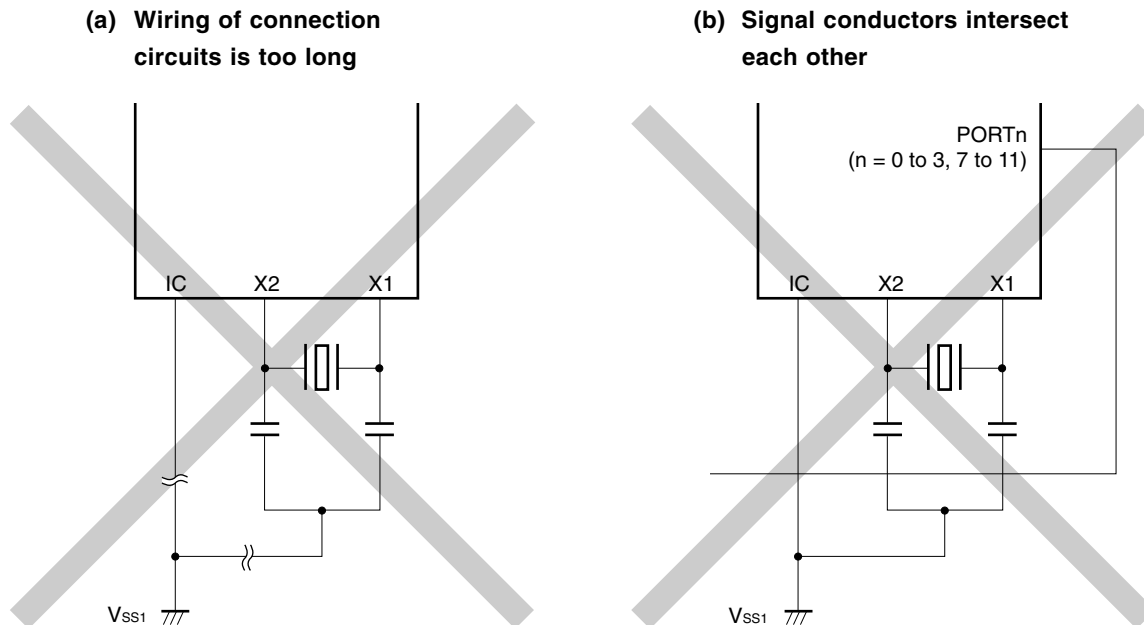 (a) Wiring of connection
circuits is too long
IC X2 X1
VSS1
(b) Signal conductors intersect
each other
PORTn
(n = 0 to 3, 7 to 11)
IC X2 X1
VSS1